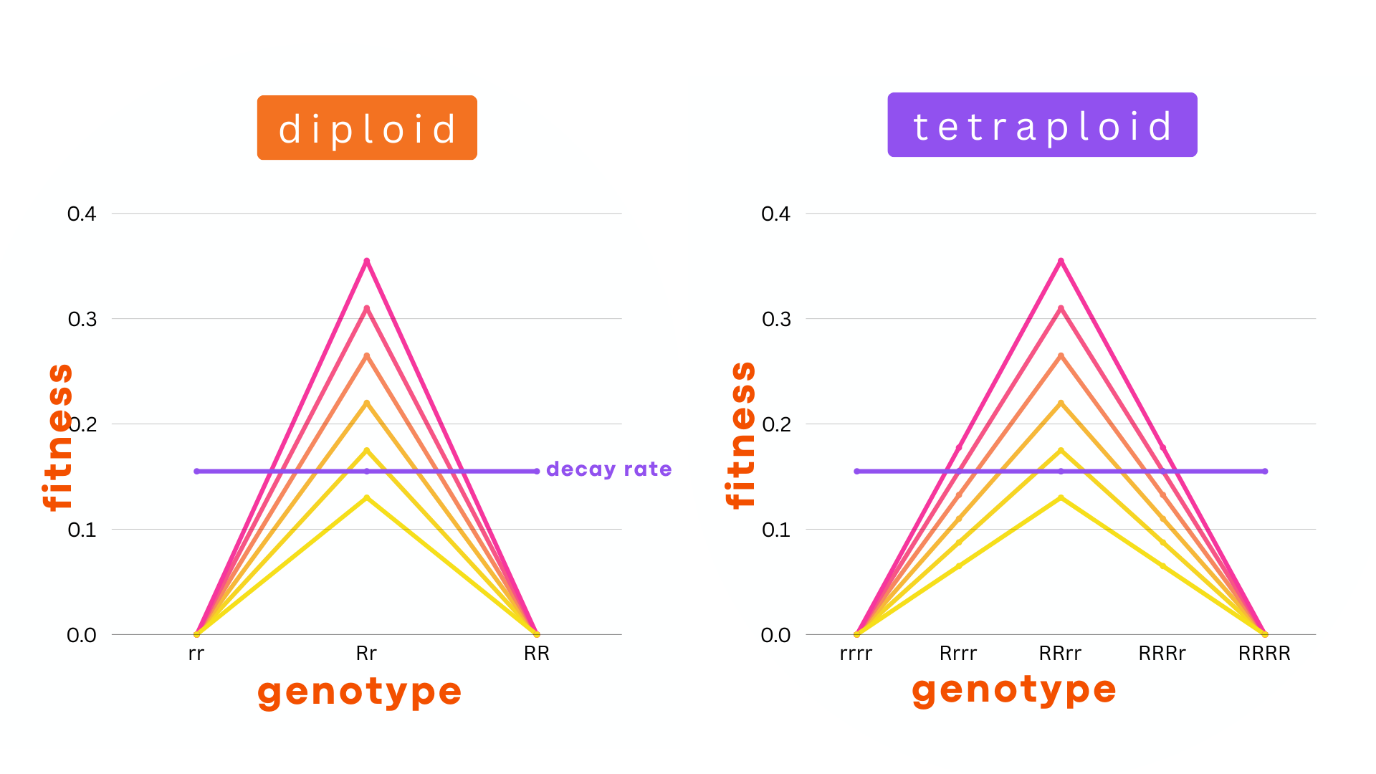 diploid
0.4
0.3
0.2
0.1
0.0
fitness
decay rate
rr Rr RR
genotype
tetraploid
0.4
0.3
0.2
0.1
0.0
fitness
rrrr Rrrr RRrr RRRr RRRR
genotype